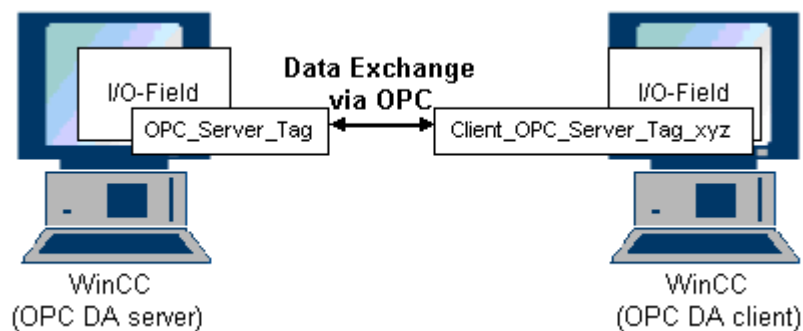 Data Exchange
via OPC
I/O-Field
I/O-Field
OPC_Server_Tag
Client_OPC_Server_Tag_xyz
WinCC
(OPC DA server)
WinCC
(OPC DA client)